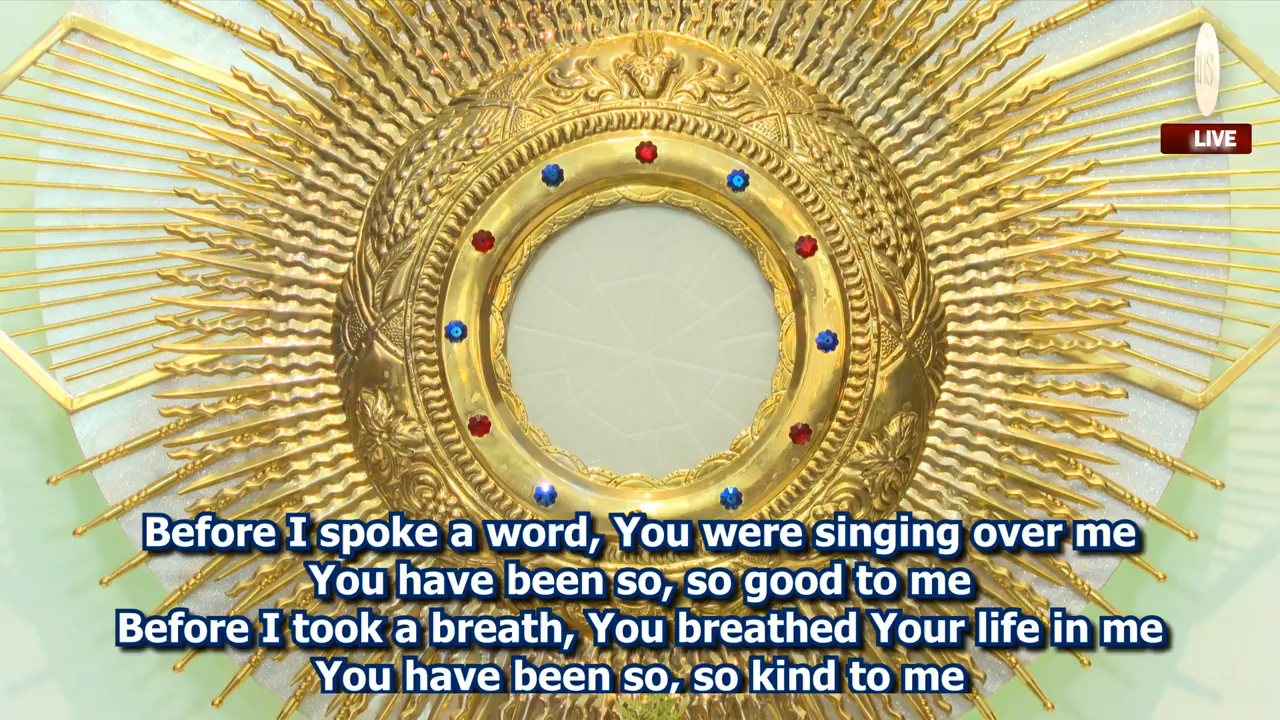 LIVE
Before I spoke a word, You were singing over me
You have been so, so good to me
Before I took a breath, You breathed Your life in me
You have been so, so kind to me